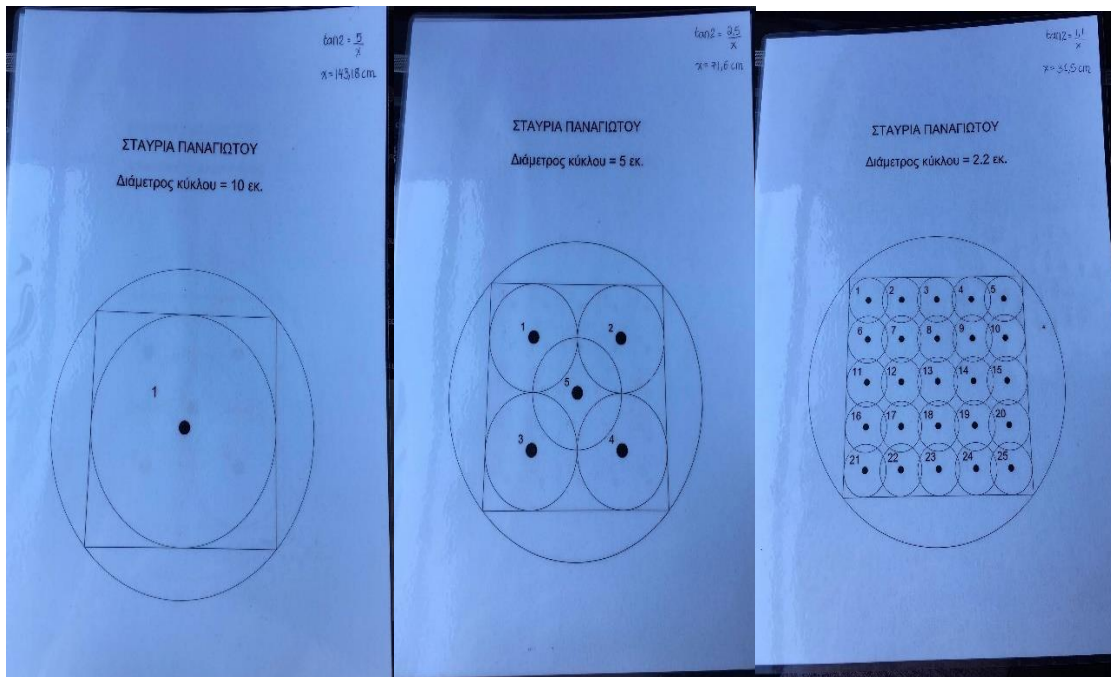 tan2 = 5/x
x = 143,18 cm
ΣΤΑΥΡΙΑ ΠΑΝΑΓΙΩΤΟΥ
Διάμετρος κύκλου = 10 εκ.
1
tan2 = 2,5/x
x = 71,6 cm
ΣΤΑΥΡΙΑ ΠΑΝΑΓΙΩΤΟΥ
Διάμετρος κύκλου = 5 εκ.
1 2
5
3 4
tan2 = 1,1/x
x = 31,5 cm
ΣΤΑΥΡΙΑ ΠΑΝΑΓΙΩΤΟΥ
Διάμετρος κύκλου = 2.2 εκ.
1 2 3 4 5
6 7 8 9 10
11 12 13 14 15
16 17 18 19 20
21 22 23 24 25